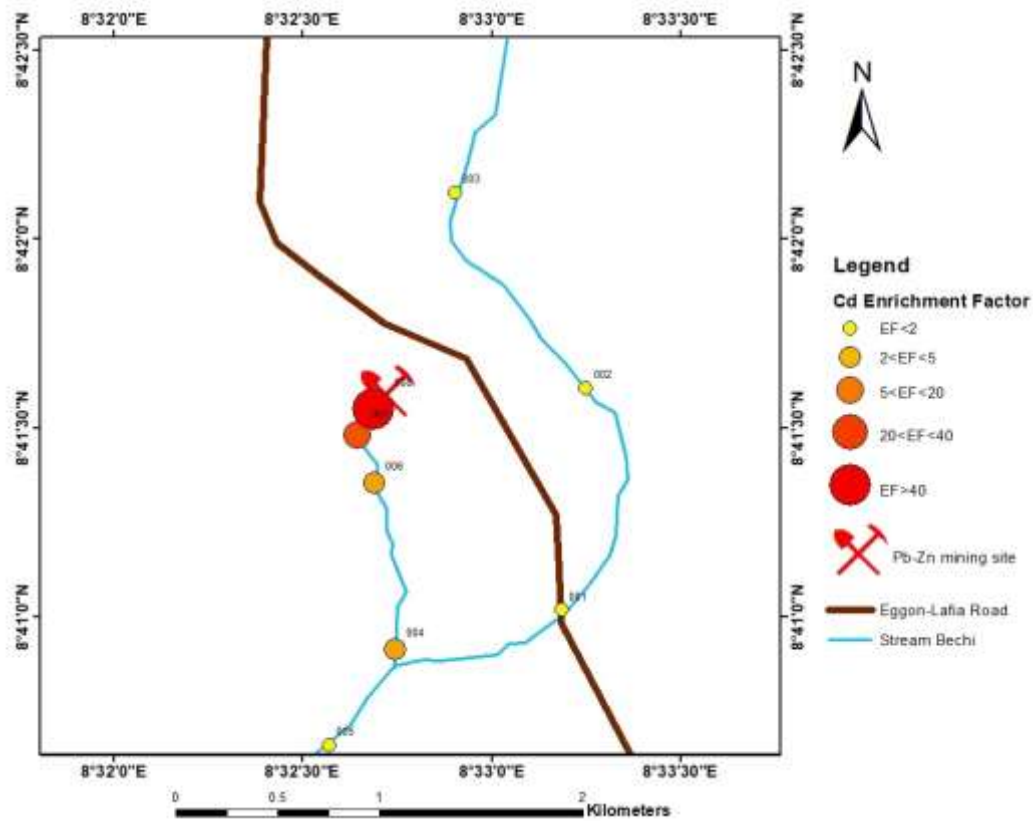 8°32'0"E 8°32'30"E 8°33'0"E 8°33'30"E
8°42'30"N 8°42'30"N
N
003
8°42'0"N 8°42'0"N
Legend
Cd Enrichment Factor
EF<2
2<EF<5
5<EF<20
20<EF<40
EF>40
Pb-Zn mining site
Eggon-Lafia Road
Stream Bechi
002
8°41'30"N 8°41'30"N
006
001
8°41'0"N 8°41'0"N
004
005
8°32'0"E 8°32'30"E 8°33'0"E 8°33'30"E
0 0.5 1 2
Kilometers